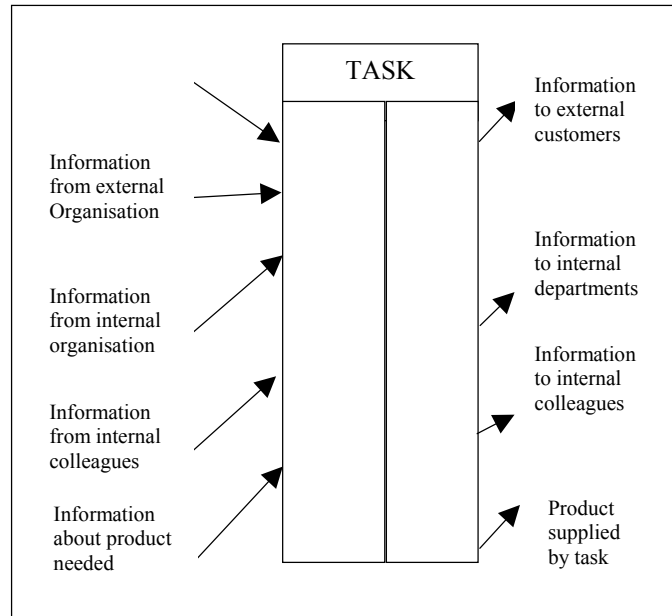 TASK
Information
from external
Organisation
Information
from internal
organisation
Information
from internal
colleagues
Information
about product
needed
Information
to external
customers
Information
to internal
departments
Information
to internal
colleagues
Product
supplied
by task